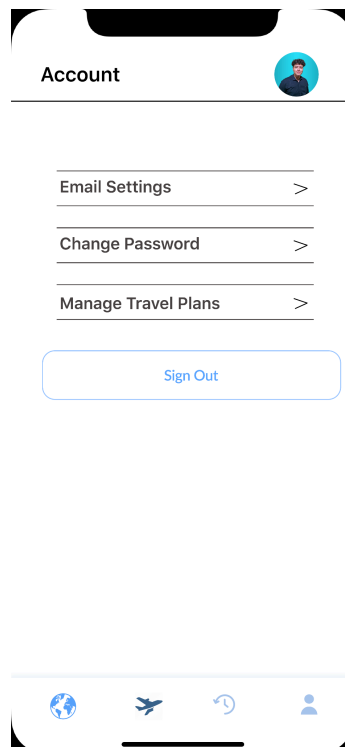 Account
Email Settings >
Change Password >
Manage Travel Plans >
Sign Out